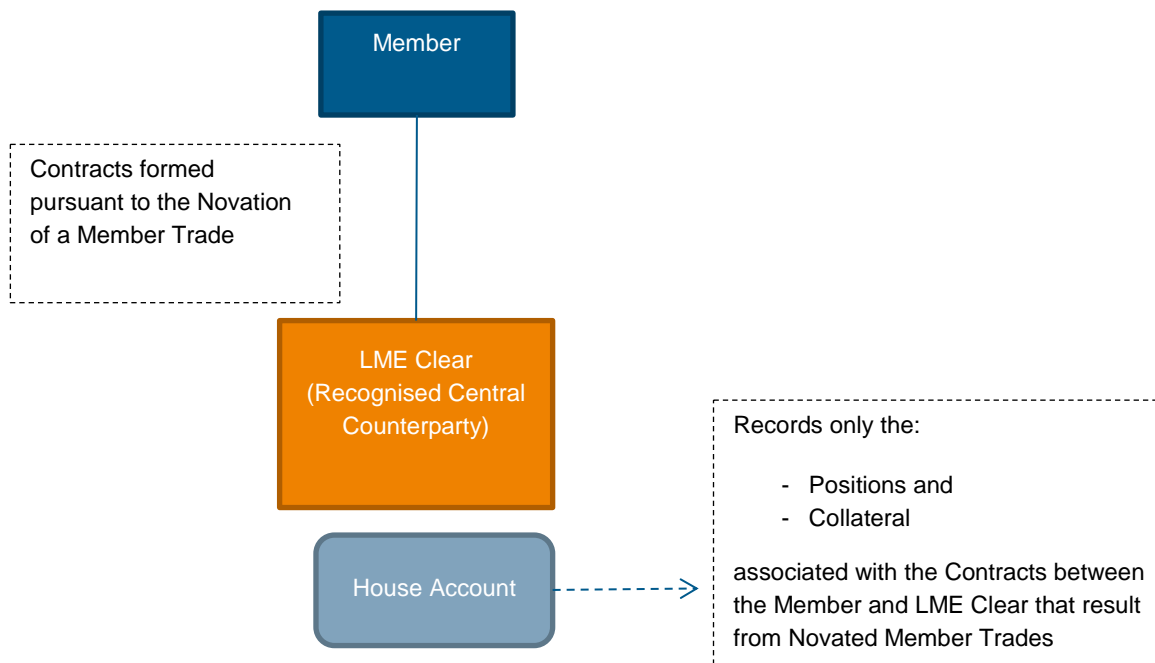 Member
Contracts formed
pursuant to the Novation
of a Member Trade
LME Clear
(Recognised Central
Counterparty)
House Account
Records only the:
- Positions and
- Collateral
associated with the Contracts between
the Member and LME Clear that result
from Novated Member Trades